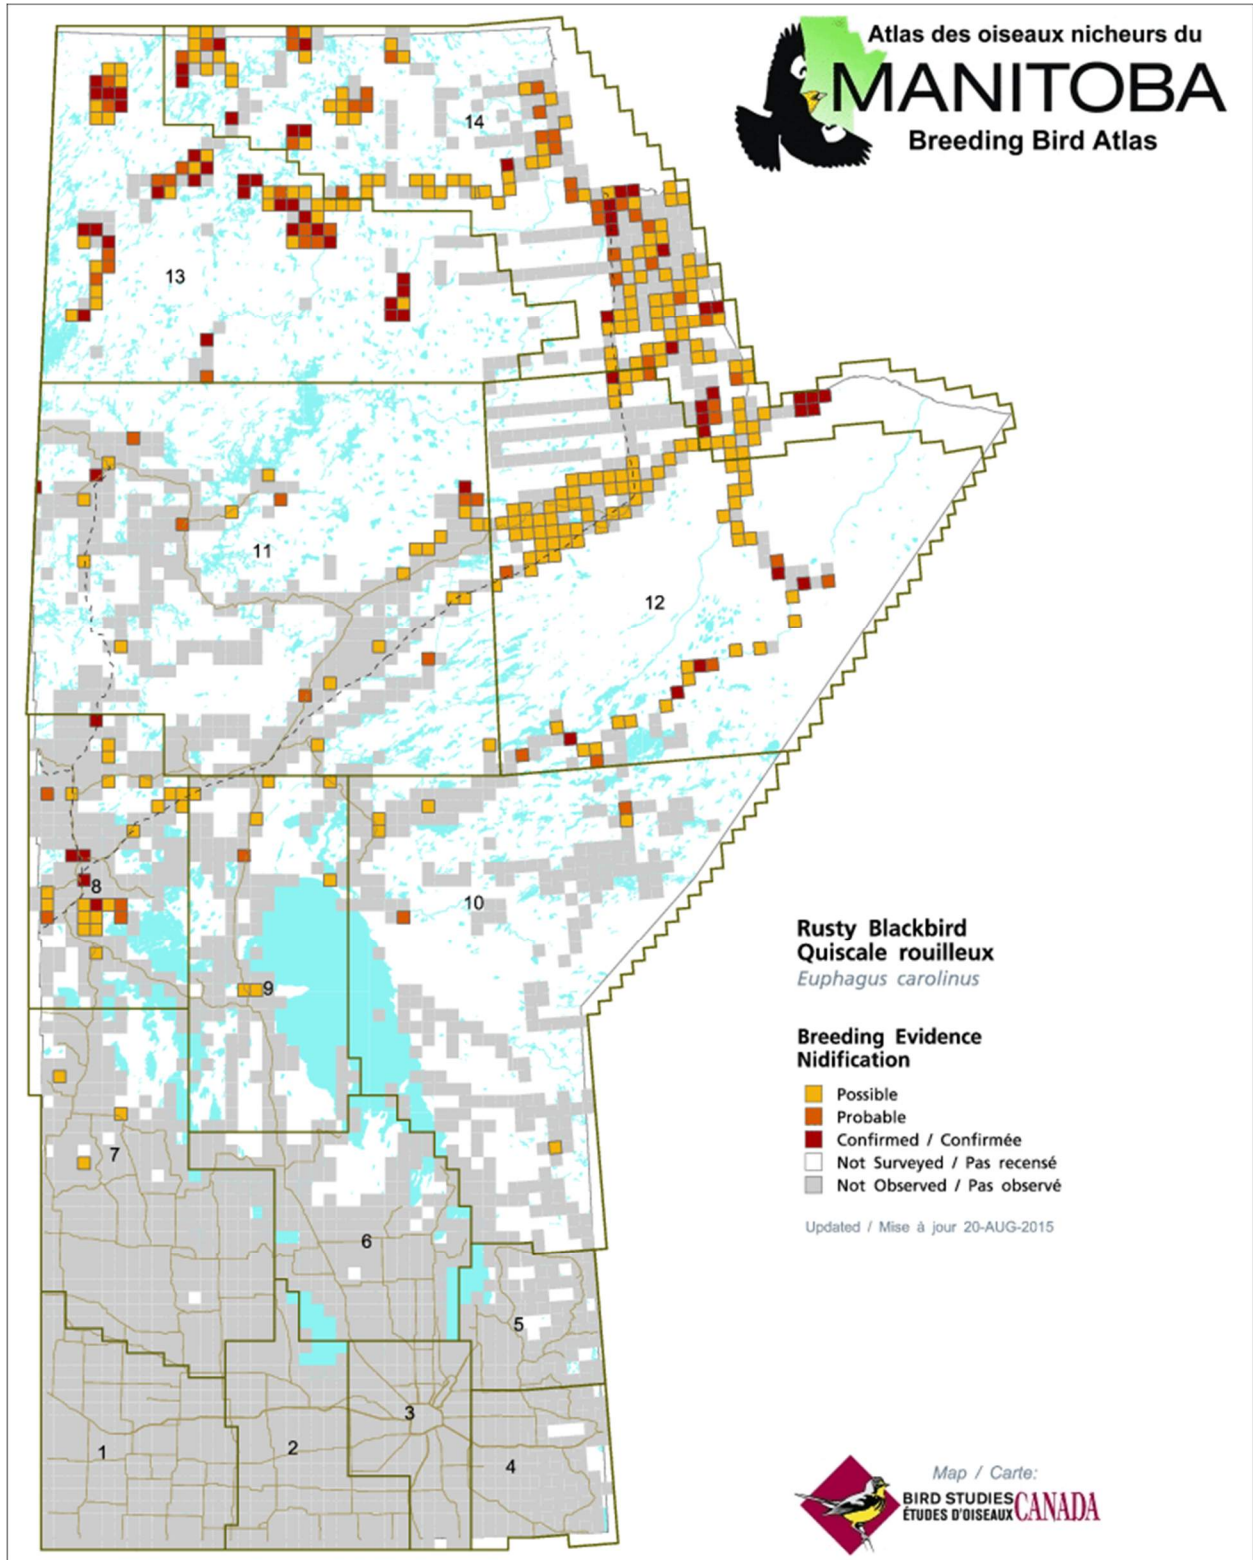 Atlas des oiseaux nicheurs du
MANITOBA
Breeding Bird Atlas
14
13
11
12
8
10
9
7
6
5
3
1
2
4
Rusty Blackbird
Quiscale rouilleux
Euphagus carolinus
Breeding Evidence
Nidification
Possible
Probable
Confirmed / Confirmée
Not Surveyed / Pas recensé
Not Observed / Pas observé
Updated / Mise à jour 20-AUG-2015
Map / Carte:
BIRD STUDIES
ÉTUDES D'OISEAUX CANADA